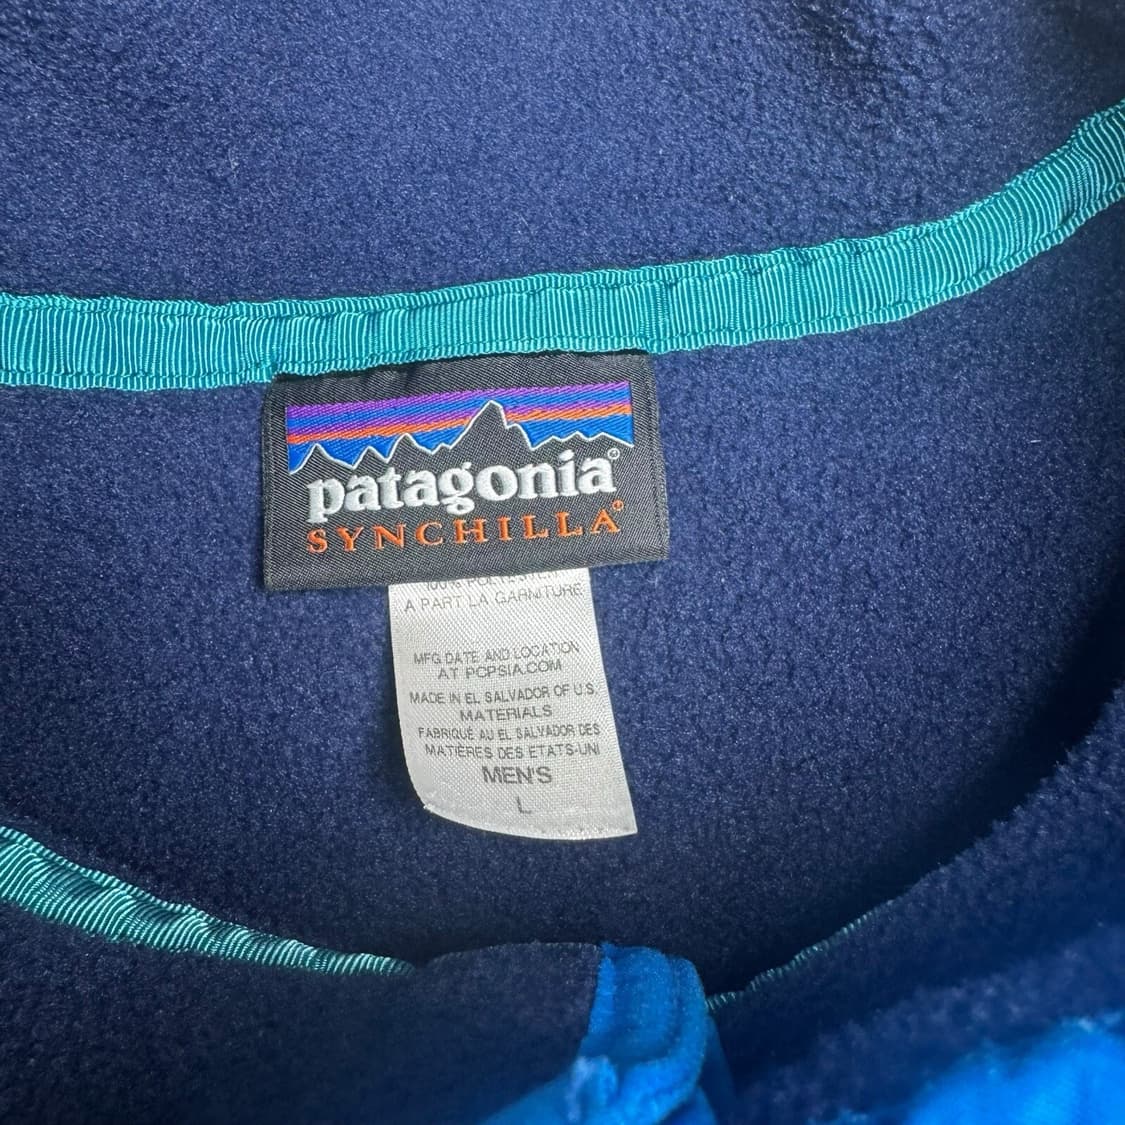 patagonia®
SYNCHILLA®
A PART LA GARNITURE
MFG DATE AND LOCATION
AT PCPSIA.COM
MADE IN EL SALVADOR OF U.S.
MATERIALS
FABRIQUÉ AU EL SALVADOR DES
MATIÈRES DES ETATS-UNI
MEN'S
L